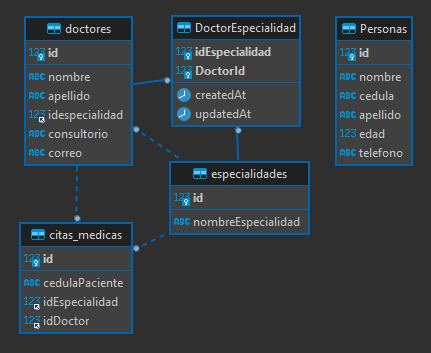 doctores
123 id
ABC nombre
ABC apellido
123 idespecialidad
ABC consultorio
ABC correo
DoctorEspecialidad
123 idEspecialidad
123 DoctorId
createdAt
updatedAt
Personas
123 id
ABC nombre
ABC cedula
ABC apellido
123 edad
ABC telefono
especialidades
123 id
ABC nombreEspecialidad
citas_medicas
123 id
ABC cedulaPaciente
123 idEspecialidad
123 idDoctor